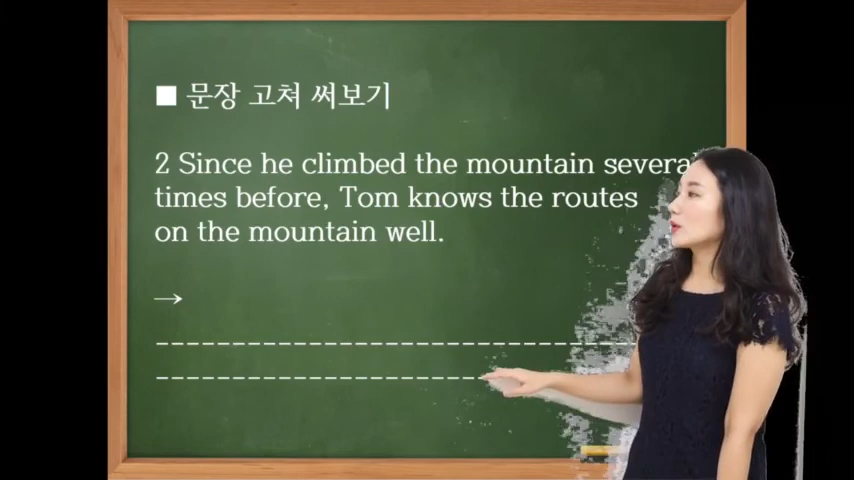 ■ 문장 고쳐 써보기
2 Since he climbed the mountain several
times before, Tom knows the routes
on the mountain well.
→